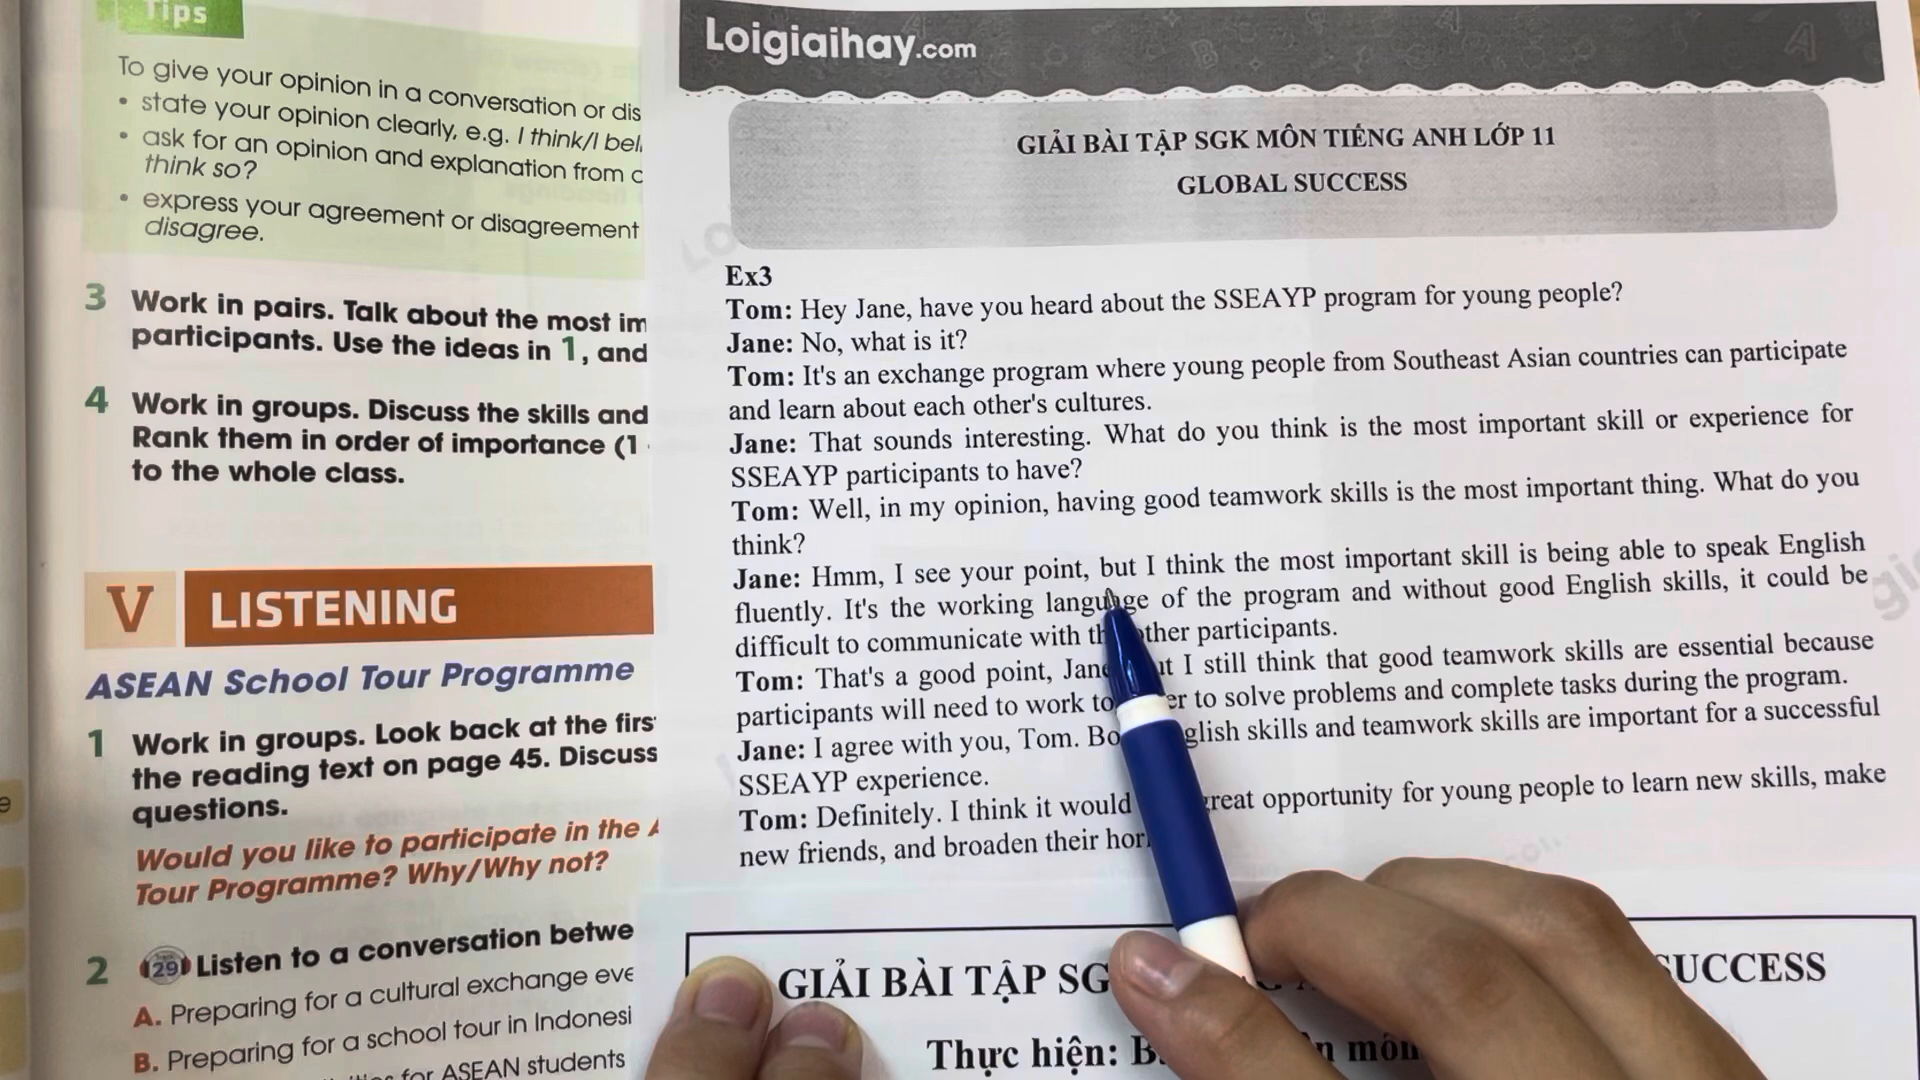 Tips
To give your opinion in a conversation or dis
• state your opinion clearly, e.g. I think/I bel
• ask for an opinion and explanation from
think so?
• express your agreement or disagreement
disagree.
3 Work in pairs. Talk about the most im
participants. Use the ideas in 1, and
4 Work in groups. Discuss the skills and
Rank them in order of importance (1
to the whole class.
V LISTENING
ASEAN School Tour Programme
1 Work in groups. Look back at the firs
the reading text on page 45. Discuss
questions.
Would you like to participate in the A
Tour Programme? Why/Why not?
2 29 Listen to a conversation betwe
A. Preparing for a cultural exchange eve
B. Preparing for a school tour in Indonesi
for ASEAN students
Loigiaihay.com
GIẢI BÀI TẬP SGK MÔN TIẾNG ANH LỚP 11
GLOBAL SUCCESS
Ex3
Tom: Hey Jane, have you heard about the SSEAYP program for young people?
Jane: No, what is it?
Tom: It's an exchange program where young people from Southeast Asian countries can participate
and learn about each other's cultures.
Jane: That sounds interesting. What do you think is the most important skill or experience for
SSEAYP participants to have?
Tom: Well, in my opinion, having good teamwork skills is the most important thing. What do you
think?
Jane: Hmm, I see your point, but I think the most important skill is being able to speak English
fluently. It's the working language of the program and without good English skills, it could be
difficult to communicate with th other participants.
Tom: That's a good point, Jane ut I still think that good teamwork skills are essential because
participants will need to work to er to solve problems and complete tasks during the program.
Jane: I agree with you, Tom. Bo glish skills and teamwork skills are important for a successful
SSEAYP experience.
Tom: Definitely. I think it would great opportunity for young people to learn new skills, make
new friends, and broaden their hor
GIẢI BÀI TẬP SG SUCCESS
Thực hiện: B n môn